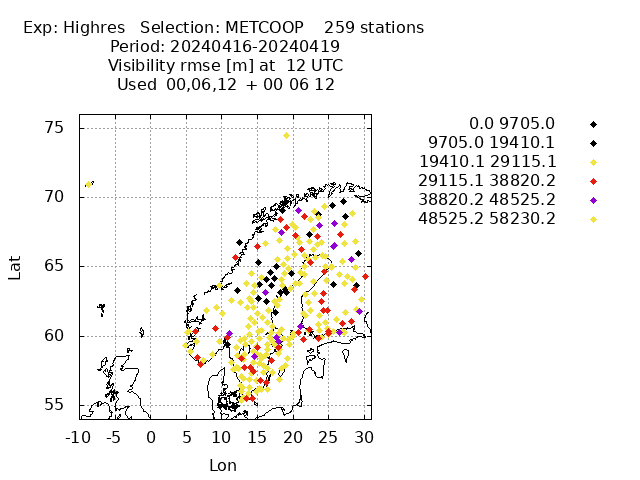 Exp: Highres   Selection: METCOOP    259 stations
Period: 20240416-20240419
Visibility rmse [m] at  12 UTC
Used  00,06,12  + 00 06 12
0.0 9705.0
9705.0 19410.1
19410.1 29115.1
29115.1 38820.2
38820.2 48525.2
48525.2 58230.2
75
70
65
60
55
Lat
-10 -5 0 5 10 15 20 25 30
Lon